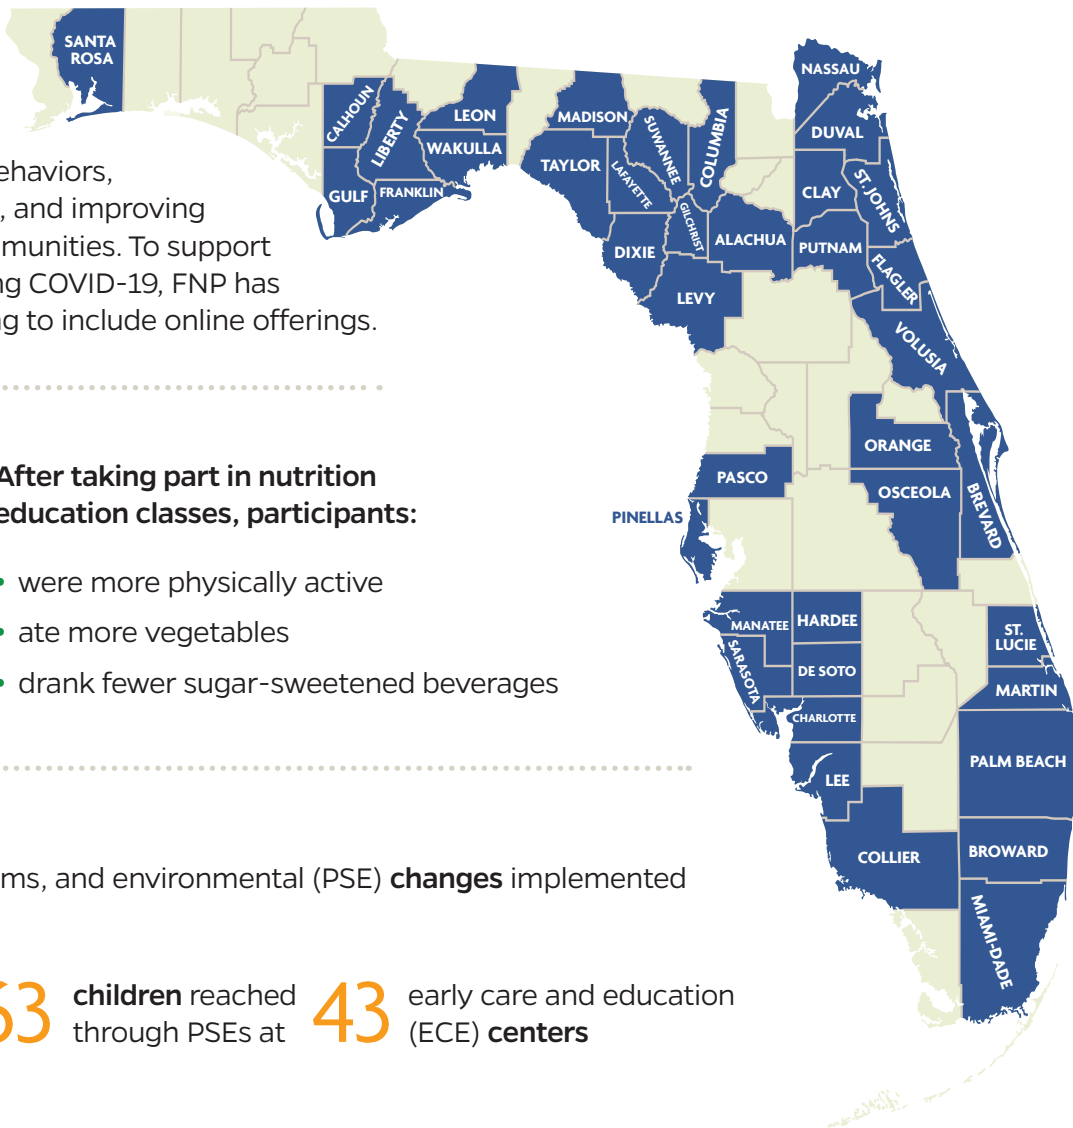 SANTA
ROSA
CALHOUN
LIBERTY
GULF
FRANKLIN
LEON
WAKULLA
MADISON
TAYLOR
LAFAYETTE
SUWANNEE
COLUMBIA
GILCHRIST
DIXIE
ALACHUA
LEVY
NASSAU
DUVAL
CLAY
ST. JOHNS
PUTNAM
FLAGLER
VOLUSIA
ORANGE
OSCEOLA
BREVARD
PASCO
PINELLAS
MANATEE
HARDEE
SARASOTA
DE SOTO
CHARLOTTE
LEE
COLLIER
ST.
LUCIE
MARTIN
PALM BEACH
BROWARD
MIAMI-DADE
ehaviors,
, and improving
munities. To support
ng COVID-19, FNP has
g to include online offerings.
After taking part in nutrition
education classes, participants:
• were more physically active
• ate more vegetables
• drank fewer sugar-sweetened beverages
ms, and environmental (PSE) changes implemented
63 children reached
through PSEs at
43 early care and education
(ECE) centers